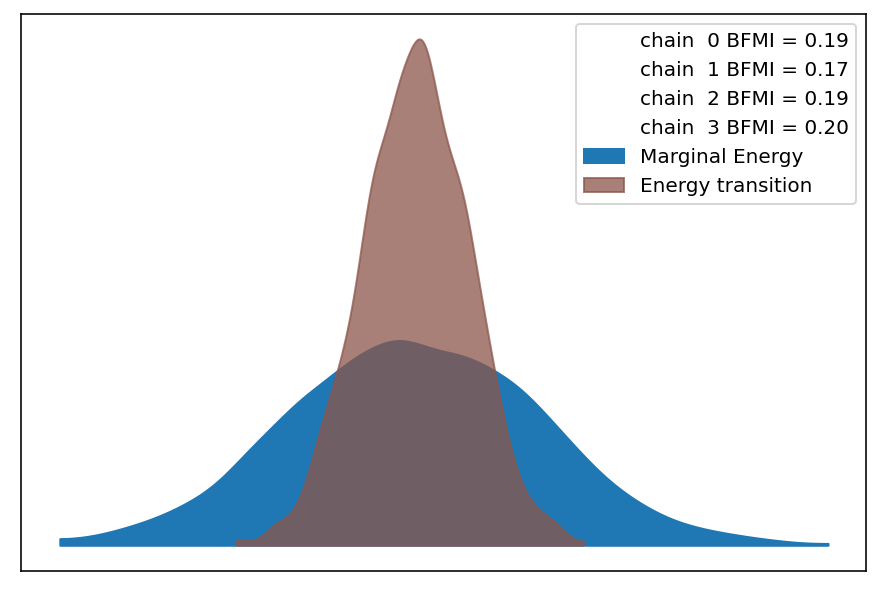 chain  0 BFMI = 0.19
chain  1 BFMI = 0.17
chain  2 BFMI = 0.19
chain  3 BFMI = 0.20
Marginal Energy
Energy transition